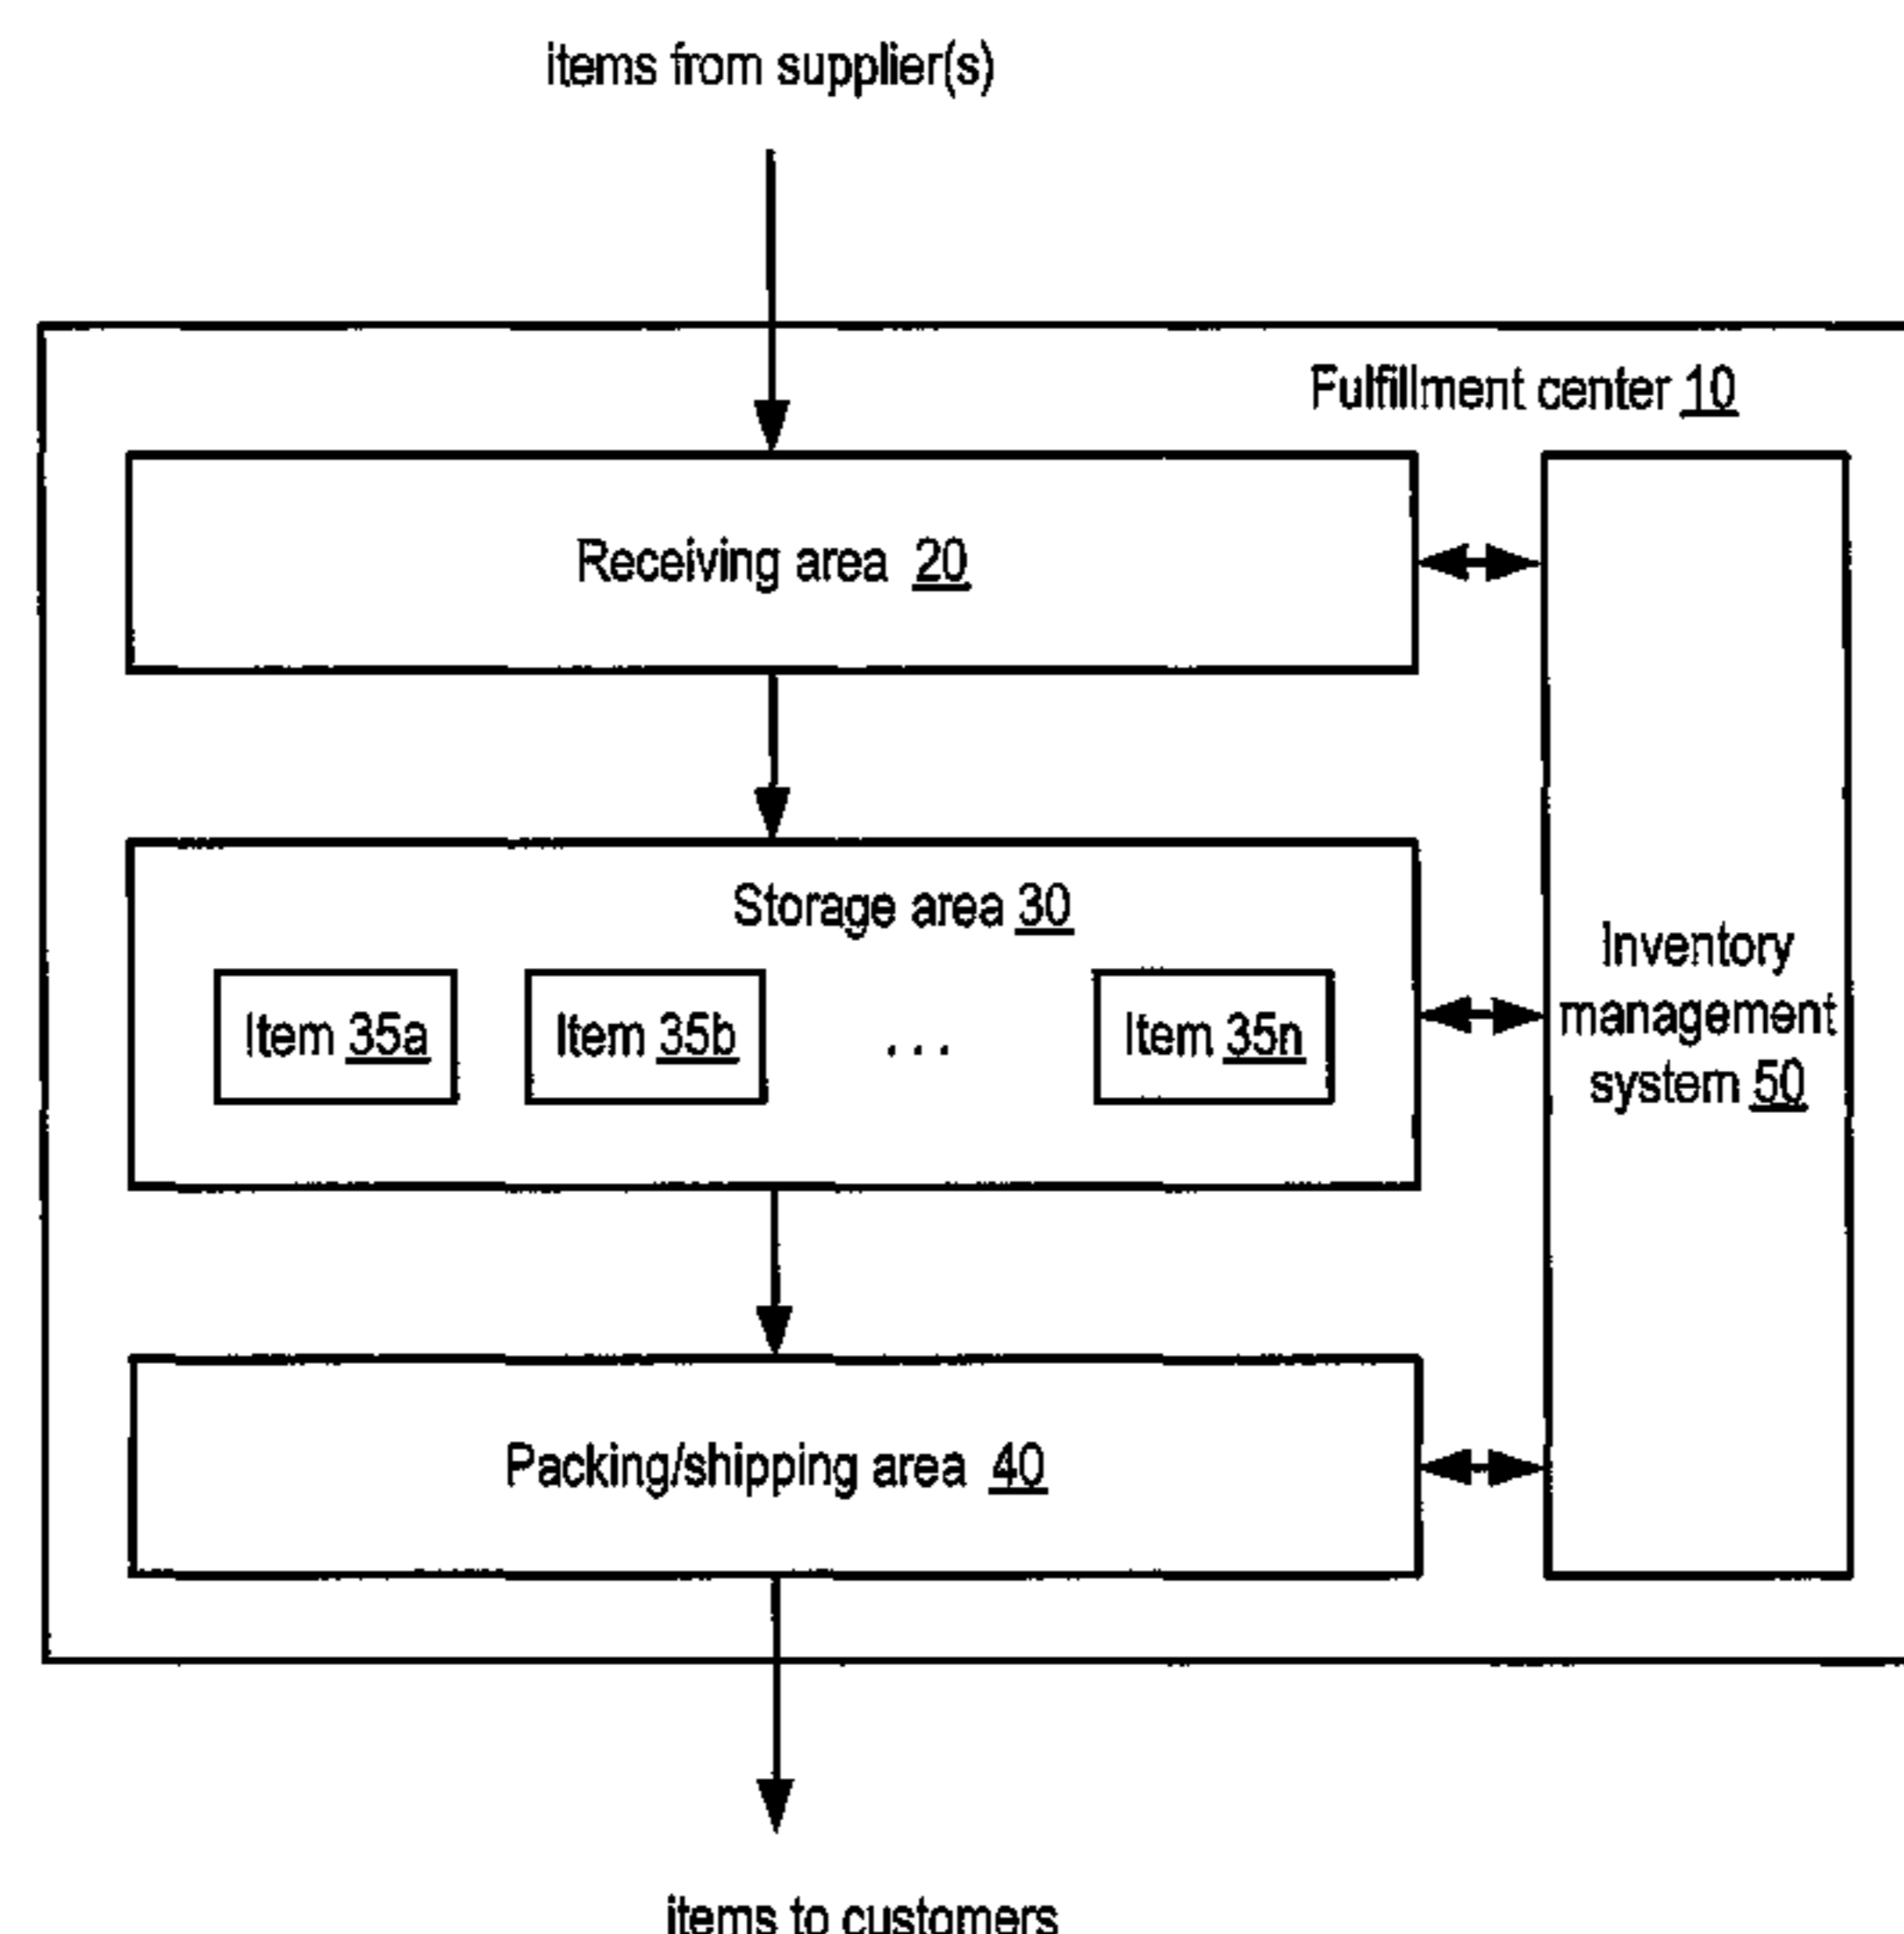 items from supplier(s)
Fulfillment center 10
Receiving area 20
Storage area 30
Item 35a Item 35b ... Item 35n
Inventory
management
system 50
Packing/shipping area 40
items to customers